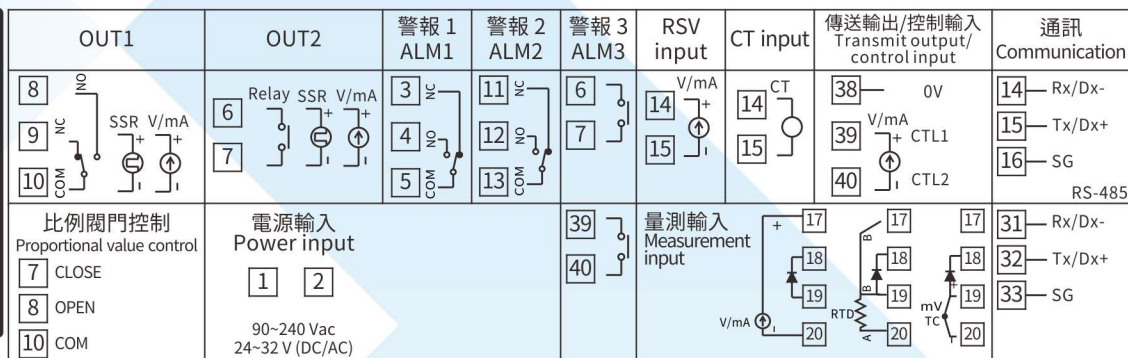 OUT1
OUT2
警報 1
ALM1
警報 2
ALM2
警報 3
ALM3
RSV
input
CT input
傳送輸出/控制輸入
Transmit output/
control input
通訊
Communication
8
NO
9
NC
10
COM
SSR
+
-
V/mA
+
-
6
7
Relay
SSR
+
-
V/mA
+
-
3
NC
4
NO
5
COM
11
NC
12
NO
13
COM
6
7
14
15
V/mA
+
-
14
15
CT
38
0V
39
V/mA
+
CTL1
40
-
CTL2
14
Rx/Dx-
15
Tx/Dx+
16
SG
RS-485
比例閥門控制
Proportional value control
7 CLOSE
8 OPEN
10 COM
電源輸入
Power input
1 2
90~240 Vac
24~32 V (DC/AC)
39
40
量測輸入
Measurement
input
+
17
18
19
V/mA
-
20
B
17
18
B
19
RTD
A
20
17
18
+
19
mV
TC
-
20
31
Rx/Dx-
32
Tx/Dx+
33
SG